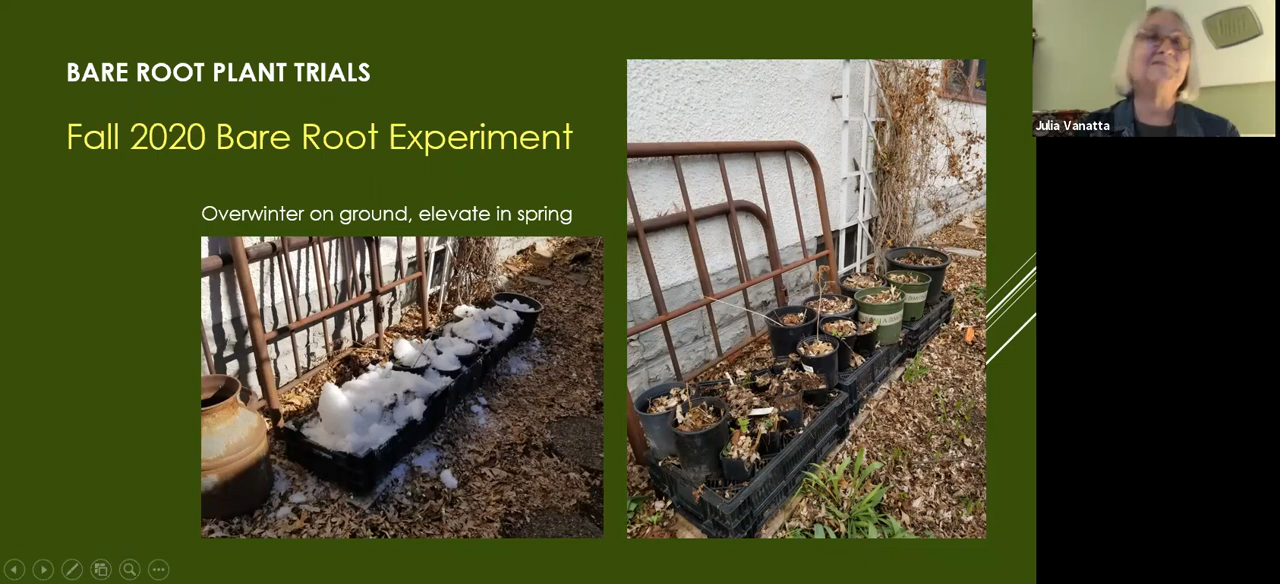 BARE ROOT PLANT TRIALS
Fall 2020 Bare Root Experiment
Overwinter on ground, elevate in spring
Julia Vanatta